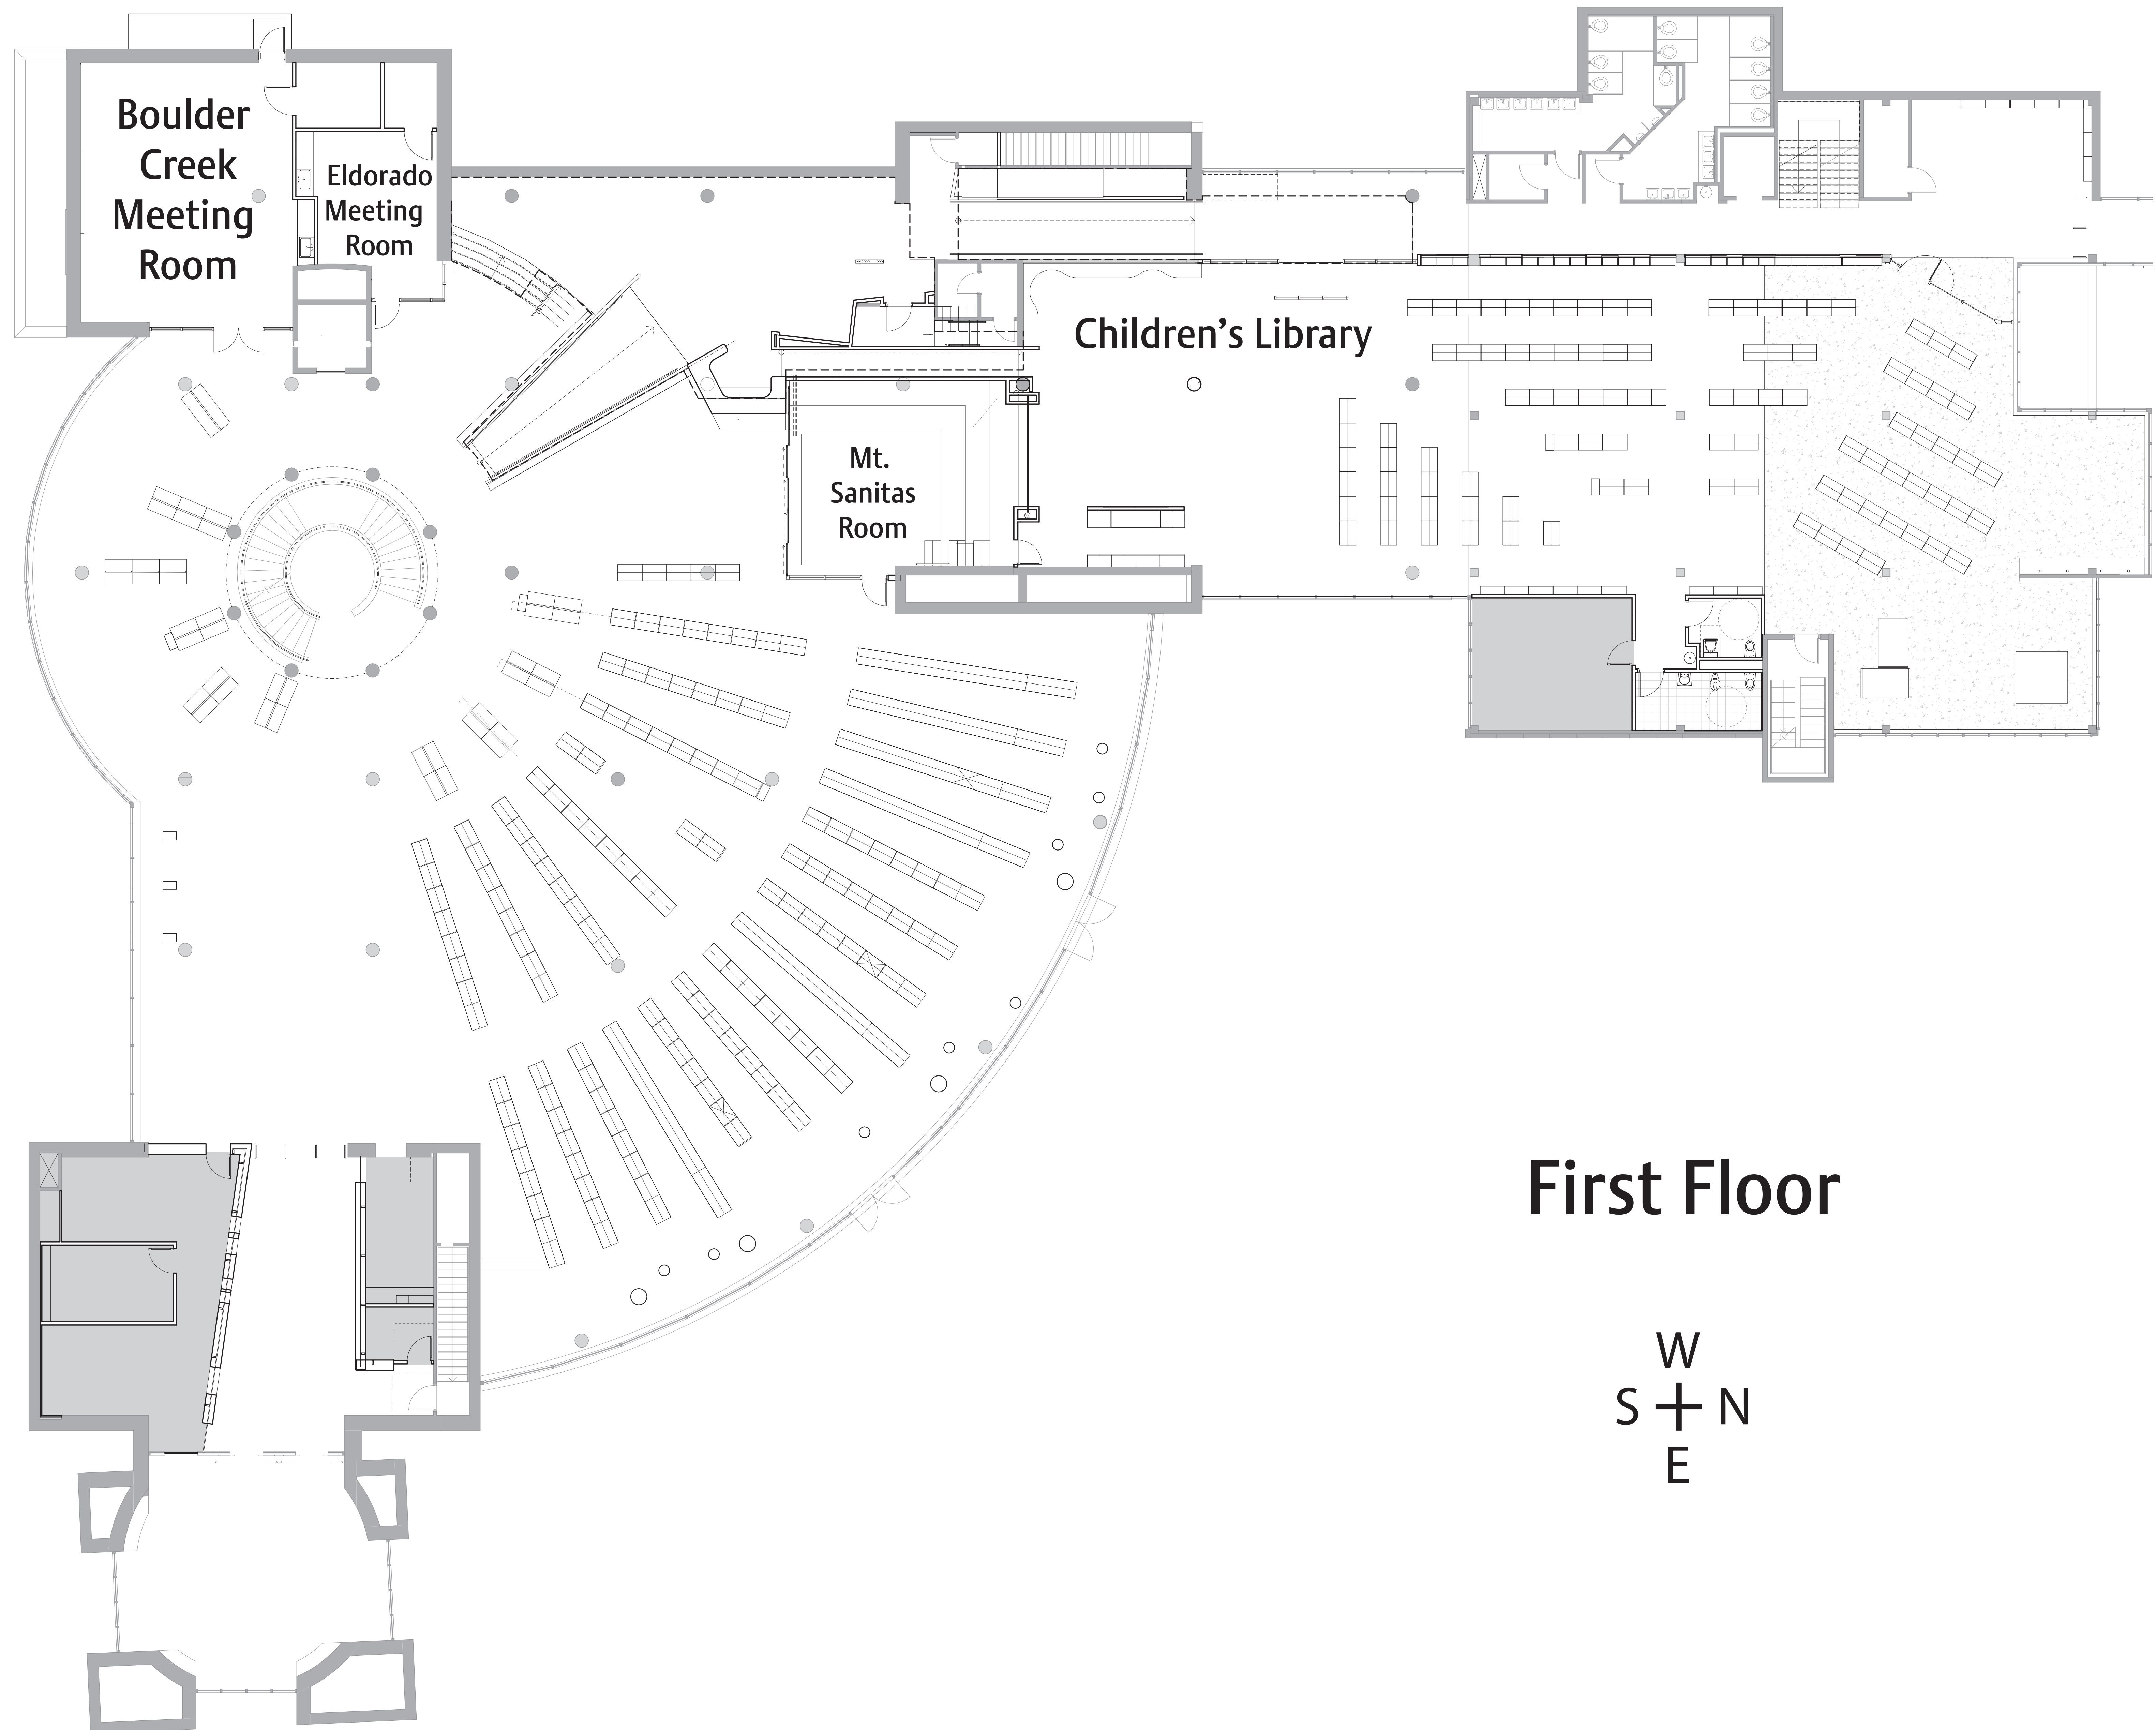 Boulder
Creek
Meeting
Room
Eldorado
Meeting
Room
Children’s Library
Mt.
Sanitas
Room
First Floor
W
S N
E